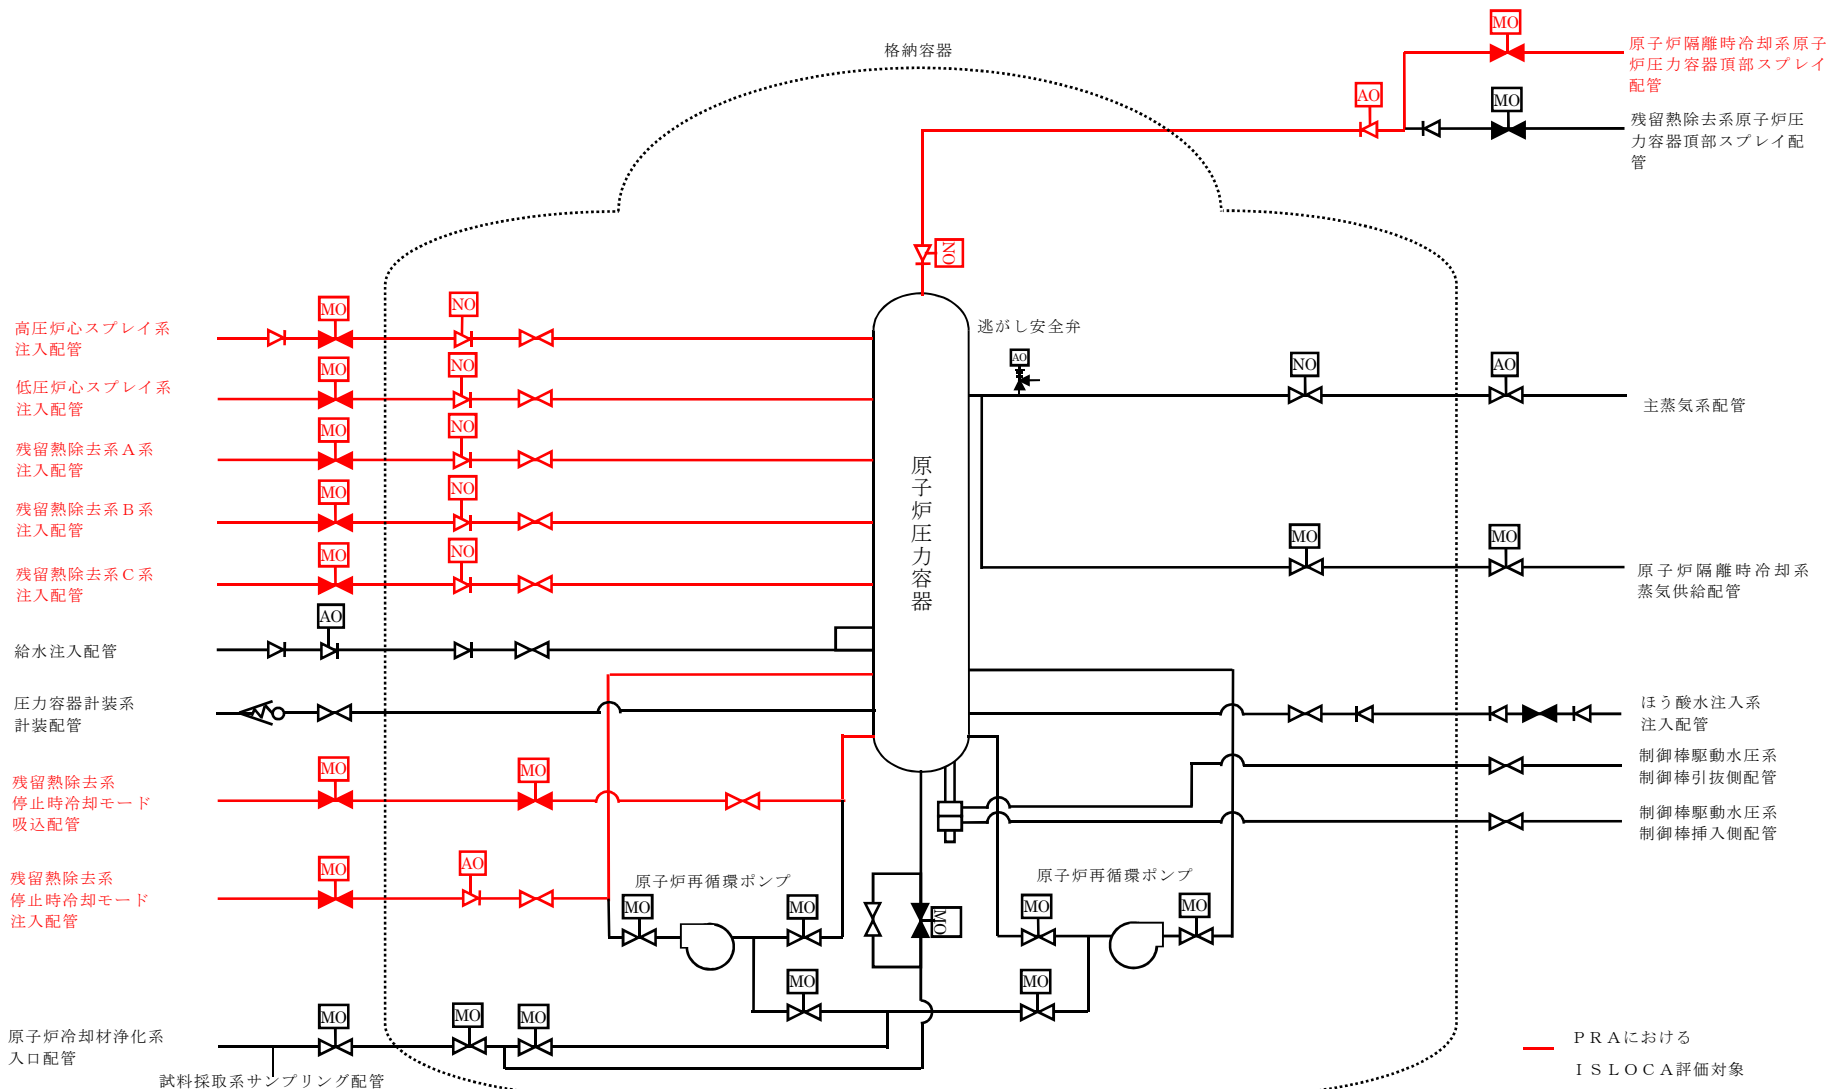 格納容器
MO
原子炉隔離時冷却系原子
炉圧力容器頂部スプレイ
配管
AO
MO
残留熱除去系原子炉圧
力容器頂部スプレイ配
管
NO
高圧炉心スプレイ系
注入配管
MO
NO
低圧炉心スプレイ系
注入配管
MO
NO
残留熱除去系A系
注入配管
MO
NO
残留熱除去系B系
注入配管
MO
NO
残留熱除去系C系
注入配管
MO
NO
給水注入配管
AO
圧力容器計装系
計装配管
残留熱除去系
停止時冷却モード
吸込配管
MO
MO
残留熱除去系
停止時冷却モード
注入配管
MO
AO
原子炉圧力容器
逃がし安全弁
AO
NO
AO
主蒸気系配管
MO
MO
原子炉隔離時冷却系
蒸気供給配管
ほう酸水注入系
注入配管
制御棒駆動水圧系
制御棒引抜側配管
制御棒駆動水圧系
制御棒挿入側配管
原子炉再循環ポンプ
MO
MO
MO
原子炉再循環ポンプ
MO
MO
MO
MO
原子炉冷却材浄化系
入口配管
MO
MO
MO
試料採取系サンプリング配管
PRAにおける
ISLOCA評価対象